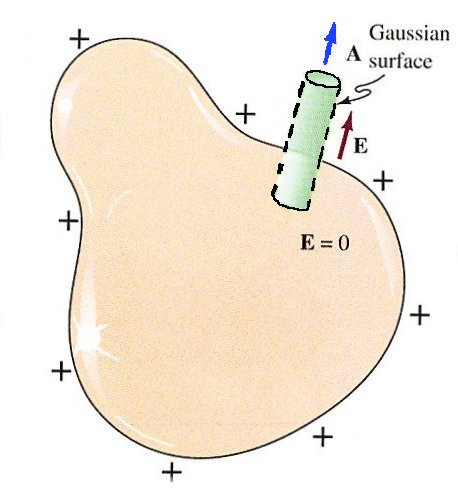 +
Gaussian
A surface
+
E
+
+
E = 0
+
+
+
+